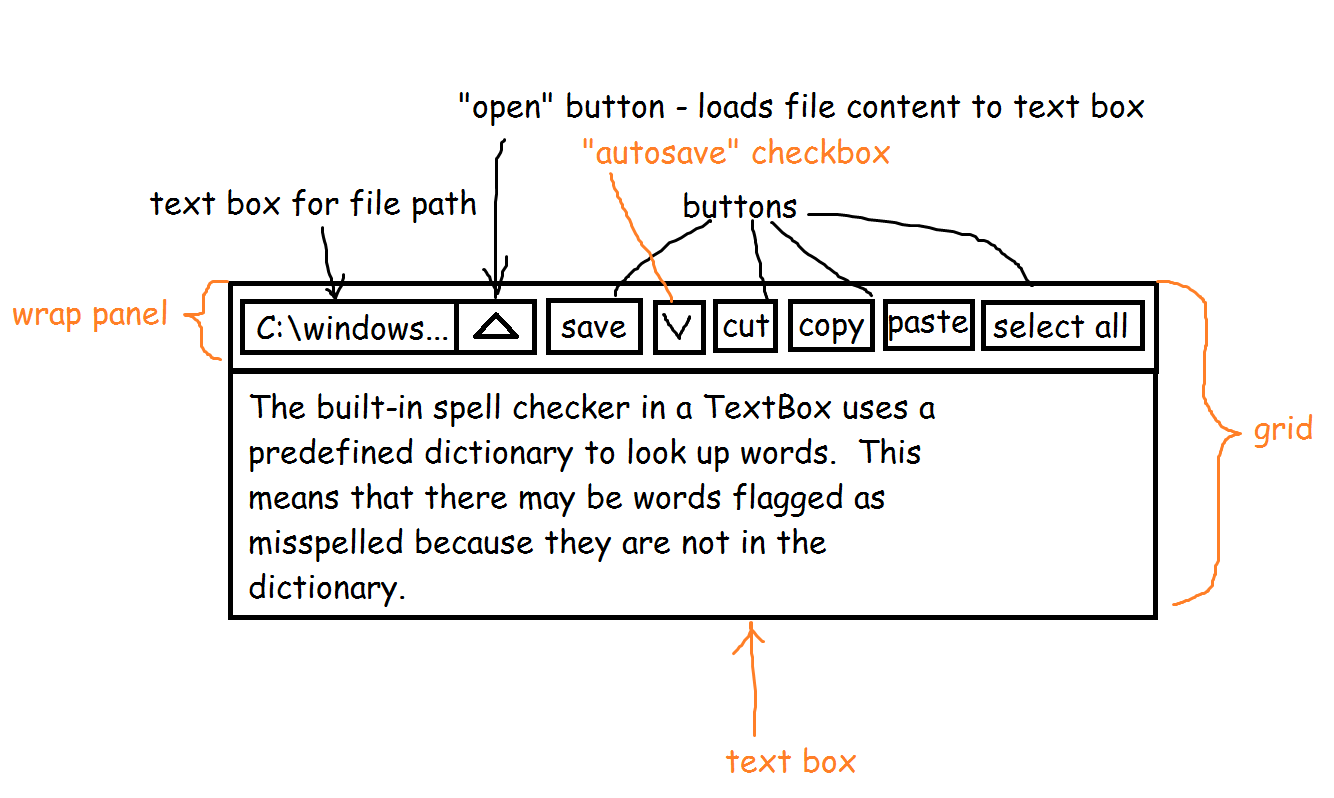 "open" button - loads file content to text box
"autosave" checkbox
text box for file path
buttons
wrap panel
C:\windows...
save
cut
copy
paste
select all
The built-in spell checker in a TextBox uses a
predefined dictionary to look up words.  This
means that there may be words flagged as
misspelled because they are not in the
dictionary.
grid
text box